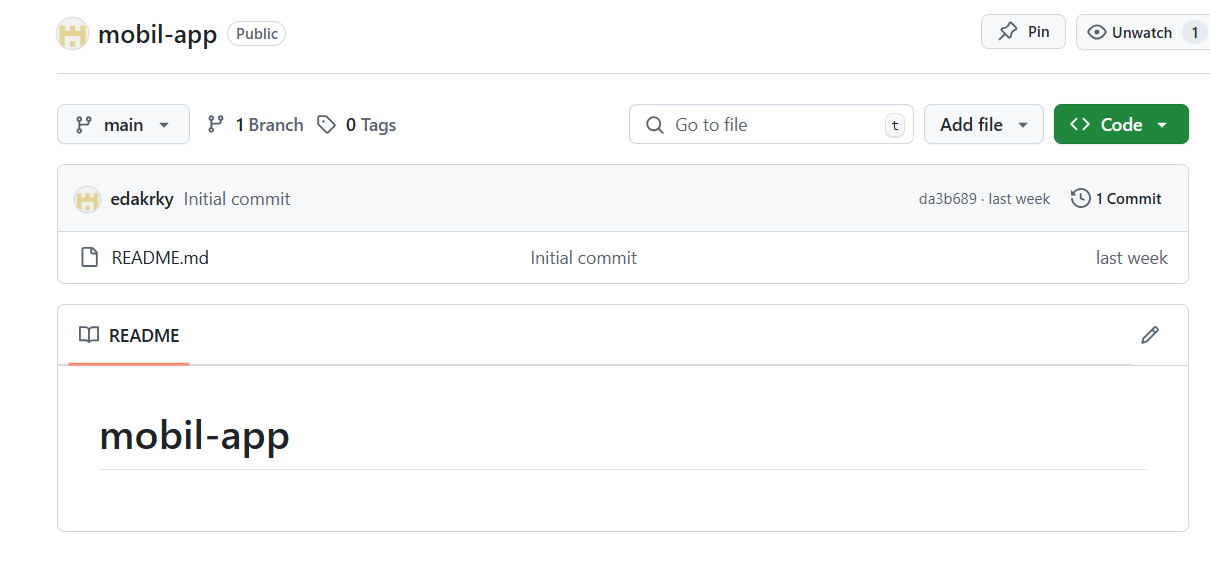 mobil-app Public Pin Unwatch 1
main 1 Branch 0 Tags Go to file t Add file Code
edakrky Initial commit da3b689 · last week 1 Commit
README.md Initial commit last week
README
mobil-app